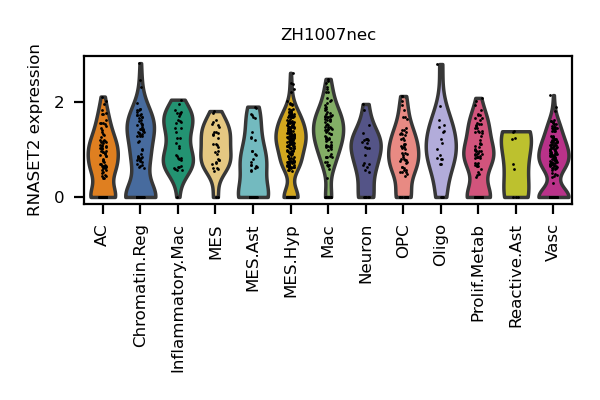 ZH1007nec
RNASET2 expression
2
0
AC
Chromatin.Reg
Inflammatory.Mac
MES
MES.Ast
MES.Hyp
Mac
Neuron
OPC
Oligo
Prolif.Metab
Reactive.Ast
Vasc